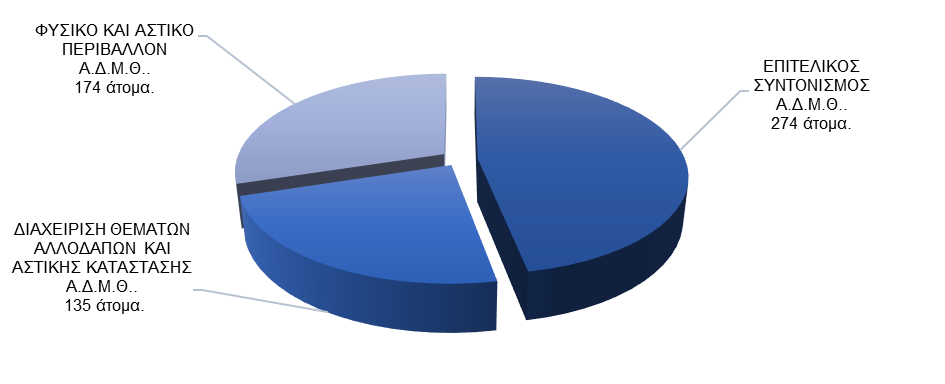 ΦΥΣΙΚΟ ΚΑΙ ΑΣΤΙΚΟ
ΠΕΡΙΒΑΛΛΟΝ
Α.Δ.Μ.Θ..
174 άτομα.
ΕΠΙΤΕΛΙΚΟΣ
ΣΥΝΤΟΝΙΣΜΟΣ
Α.Δ.Μ.Θ..
274 άτομα.
ΔΙΑΧΕΙΡΙΣΗ ΘΕΜΑΤΩΝ
ΑΛΛΟΔΑΠΩΝ ΚΑΙ
ΑΣΤΙΚΗΣ ΚΑΤΑΣΤΑΣΗΣ
Α.Δ.Μ.Θ..
135 άτομα.